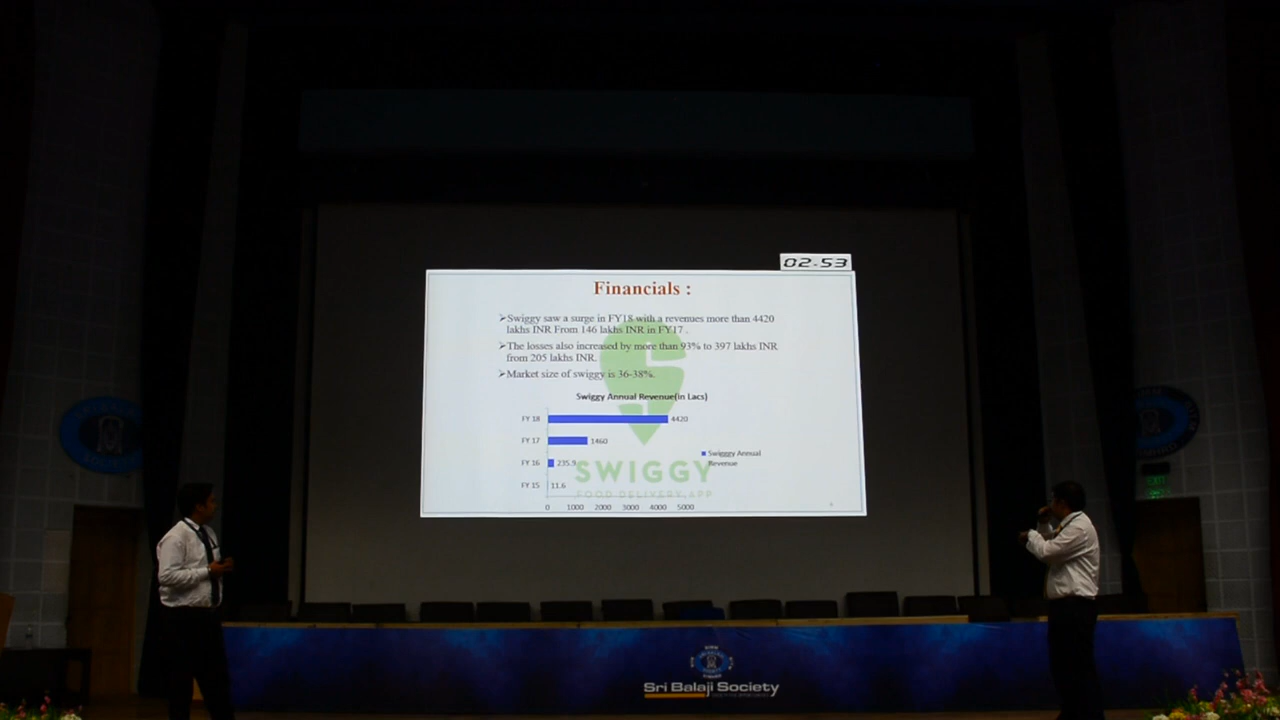 02-53
Financials :
➢Swiggy saw a surge in FY18 with a revenues more than 4420
lakhs INR From 146 lakhs INR in FY17 .
➢The losses also increased by more than 93% to 397 lakhs INR
from 205 lakhs INR.
➢Market size of swiggy is 36-38%.
Swiggy Annual Revenue(in Lacs)
FY 18 4420
FY 17 1460
FY 16 235.9
FY 15 11.6
0 1000 2000 3000 4000 5000
Swiggy Annual
Revenue
SWIGGY
FOOD DELIVERY APP
EXIT
Sri Balaji Society